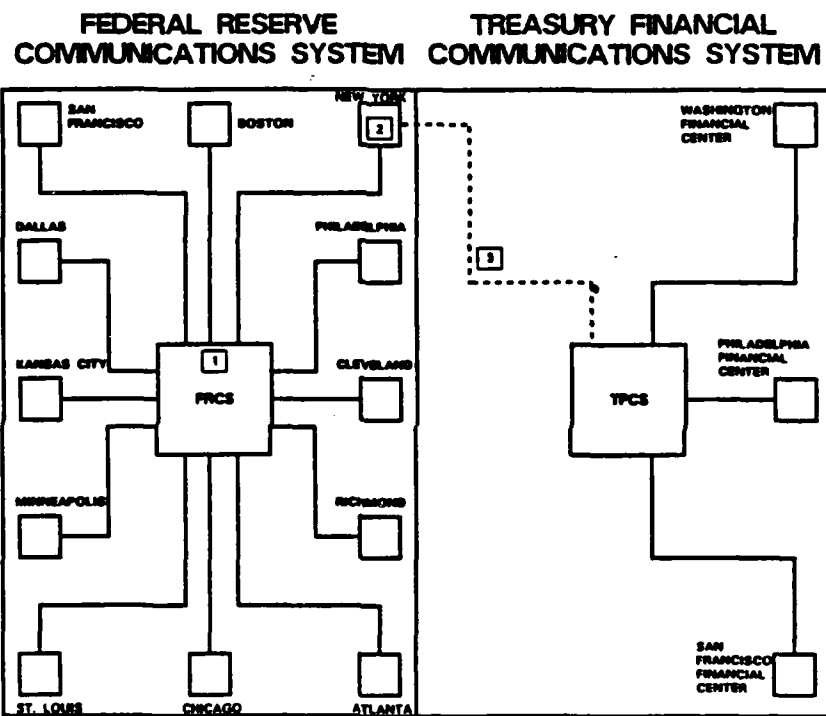 FEDERAL RESERVE
COMMUNICATIONS SYSTEM
TREASURY FINANCIAL
COMMUNICATIONS SYSTEM
SAN
FRANCISCO
BOSTON
NEW YORK
2
WASHINGTON
FINANCIAL
CENTER
DALLAS
PHILADELPHIA
3
KANSAS CITY
1
FRCS
CLEVELAND
TFCS
PHILADELPHIA
FINANCIAL
CENTER
MINNEAPOLIS
RICHMOND
ST. LOUIS
CHICAGO
ATLANTA
SAN
FRANCISCO
FINANCIAL
CENTER